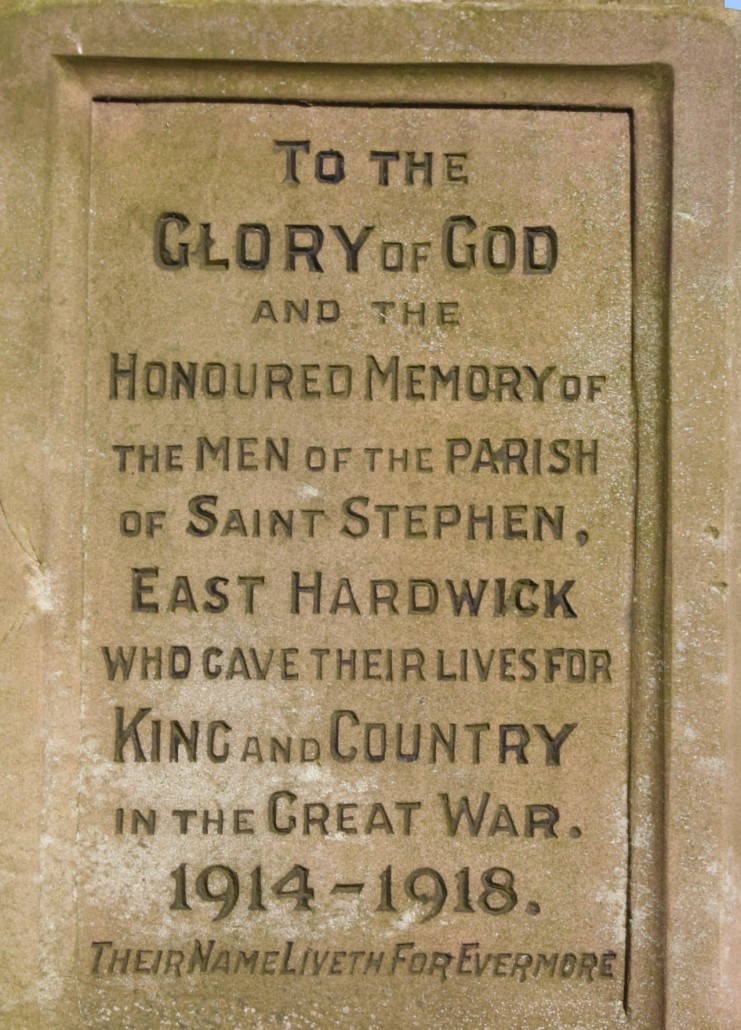 TO THE
GLORY OF GOD
AND THE
HONOURED MEMORY OF
THE MEN OF THE PARISH
OF SAINT STEPHEN,
EAST HARDWICK
WHO GAVE THEIR LIVES FOR
KING AND COUNTRY
IN THE GREAT WAR.
1914-1918.
THEIR NAME LIVETH FOR EVERMORE